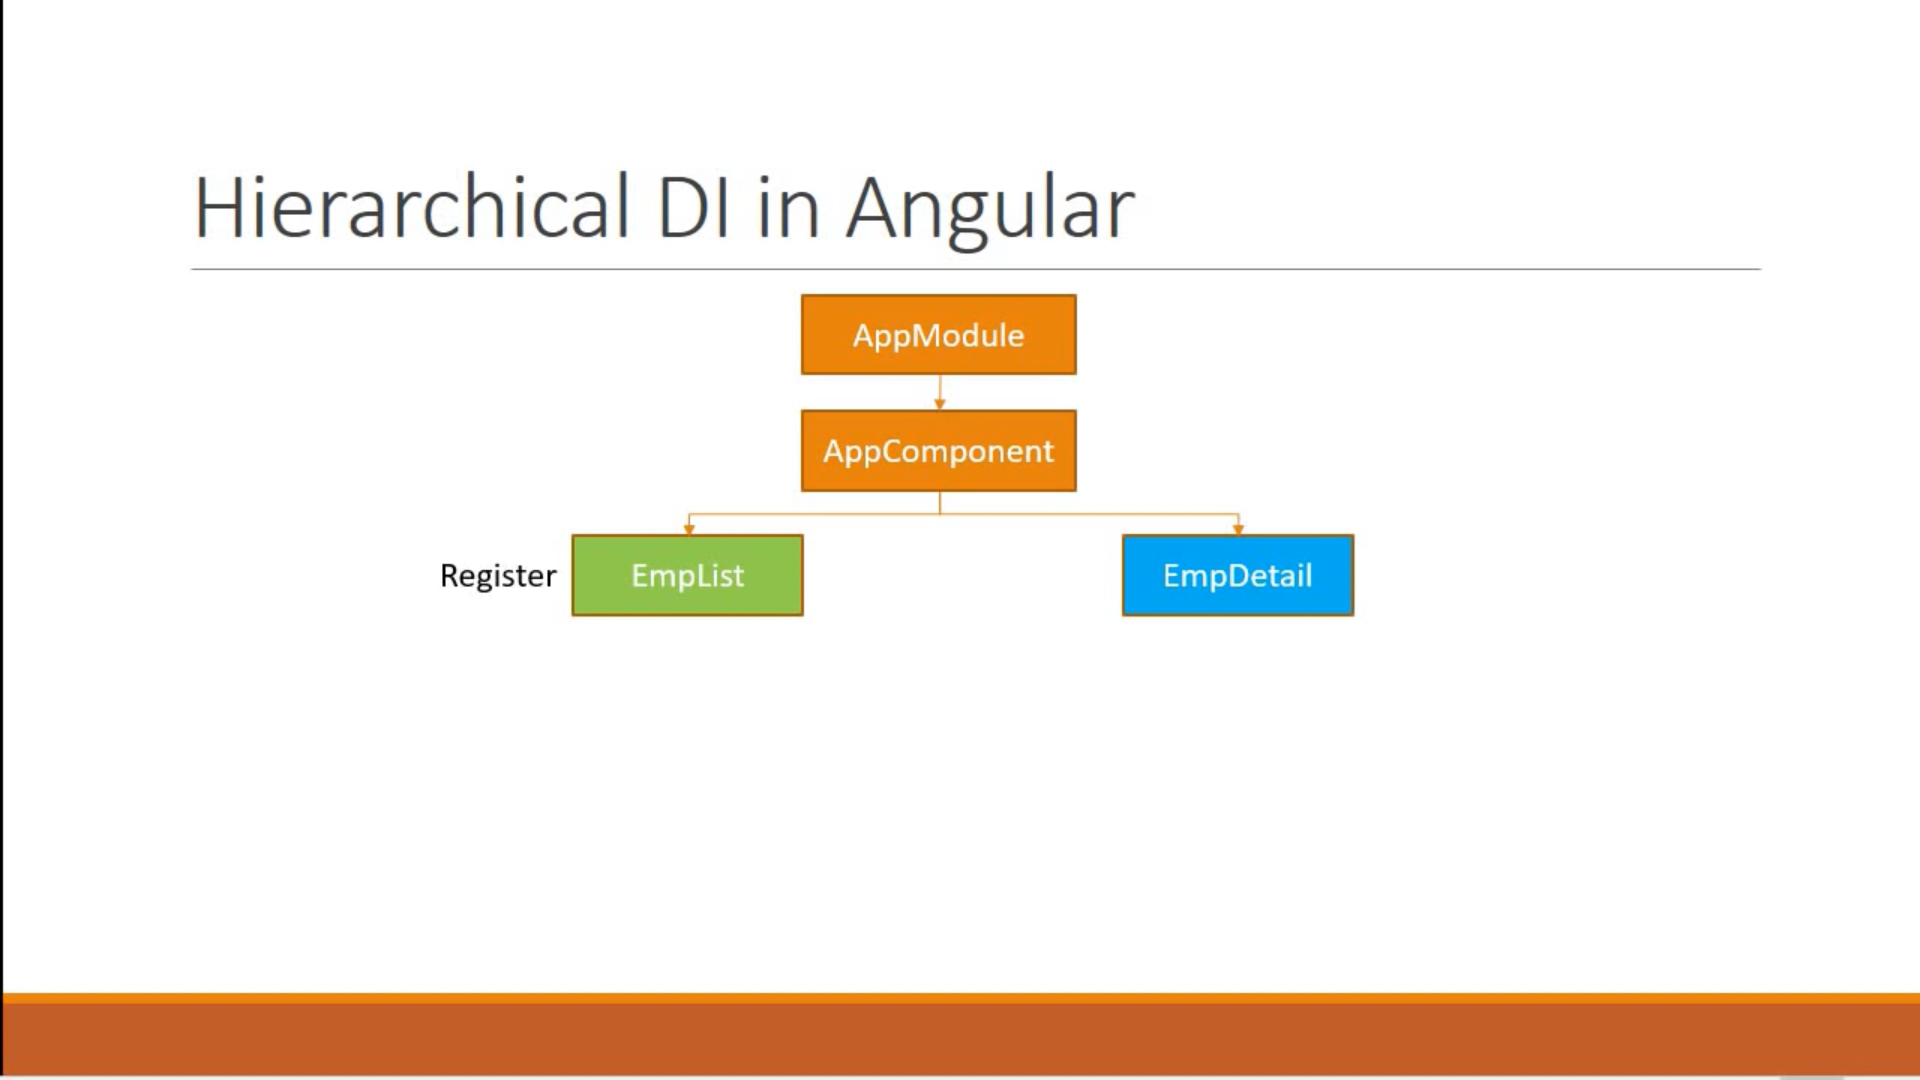 Hierarchical DI in Angular
AppModule
AppComponent
Register
EmpList
EmpDetail